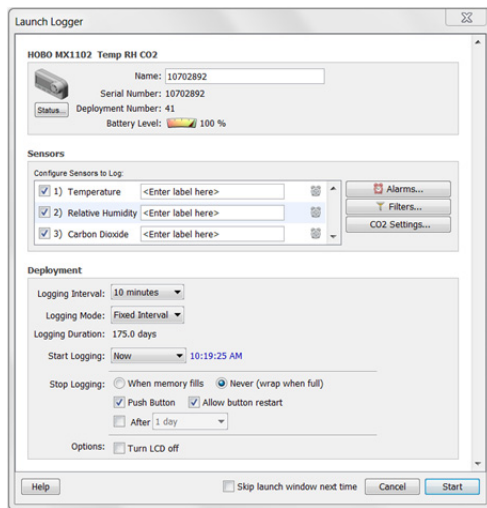 Launch Logger
HOBO MX1102 Temp RH CO2
Name: 10702892
Serial Number: 10702892
Status... Deployment Number: 41
Battery Level: 100 %
Sensors
Configure Sensors to Log:
1) Temperature <Enter label here>
2) Relative Humidity <Enter label here>
3) Carbon Dioxide <Enter label here>
Alarms...
Filters...
CO2 Settings...
Deployment
Logging Interval: 10 minutes
Logging Mode: Fixed Interval
Logging Duration: 175.0 days
Start Logging: Now 10:19:25 AM
Stop Logging: When memory fills Never (wrap when full)
Push Button Allow button restart
After 1 day
Options: Turn LCD off
Help Skip launch window next time Cancel Start